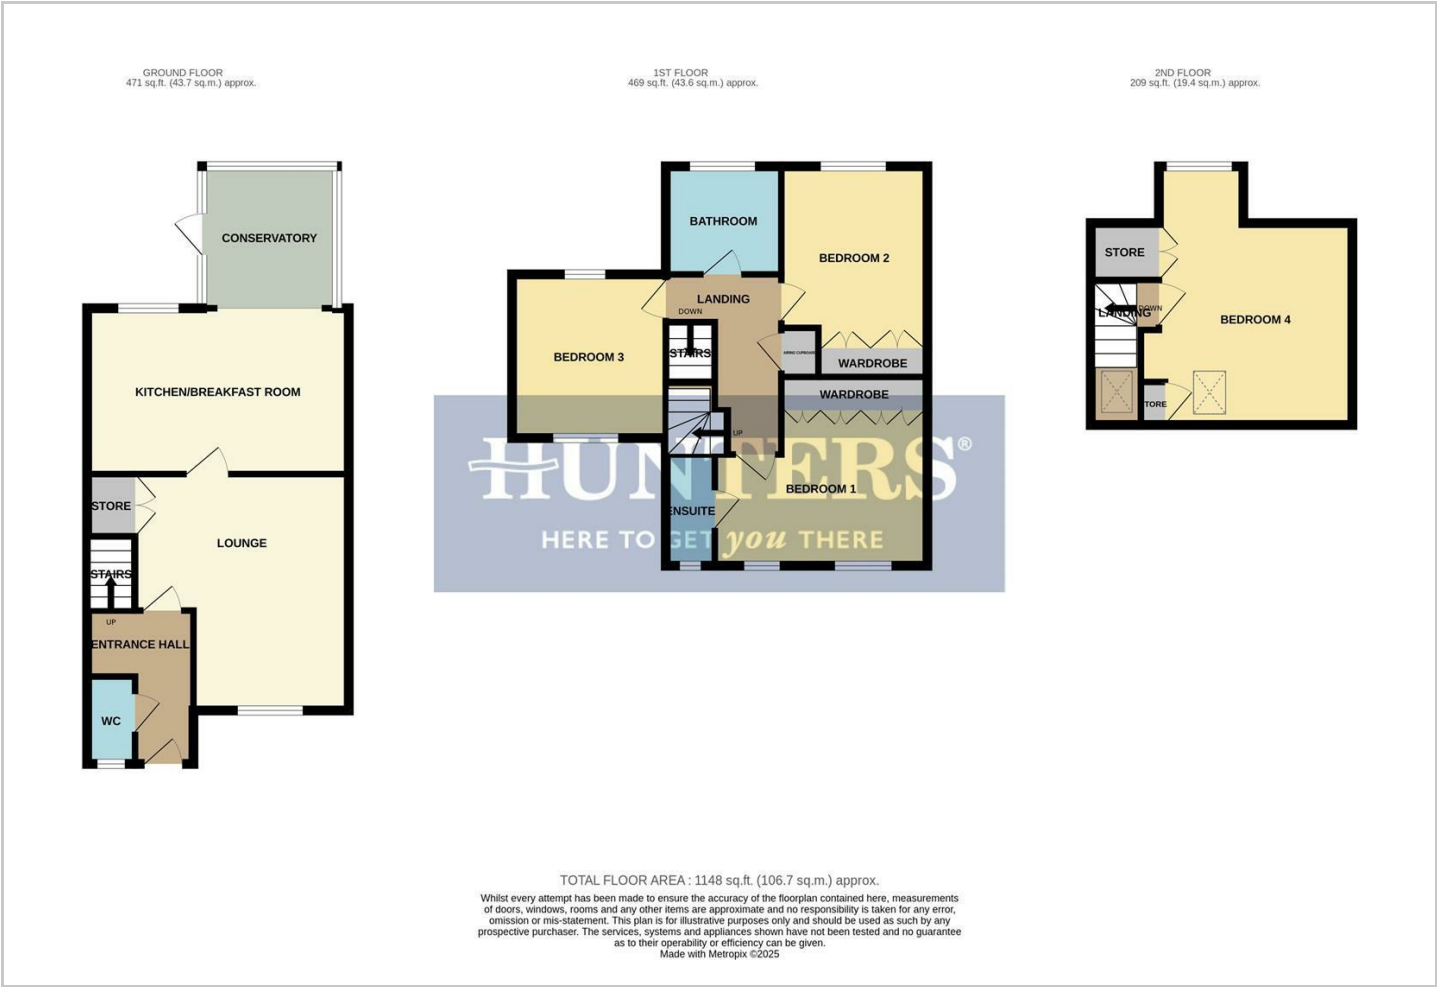 GROUND FLOOR
471 sq.ft. (43.7 sq.m.) approx.
1ST FLOOR
469 sq.ft. (43.6 sq.m.) approx.
2ND FLOOR
209 sq.ft. (19.4 sq.m.) approx.
CONSERVATORY
KITCHEN/BREAKFAST ROOM
STORE
LOUNGE
STAIRS
UP
ENTRANCE HALL
WC
BATHROOM
BEDROOM 2
LANDING
DOWN
STAIRS
BEDROOM 3
AIRING CUPBOARD
WARDROBE
WARDROBE
UP
BEDROOM 1
ENSUITE
HUNTERS®
HERE TO GET you THERE
STORE
DOWN
LANDING
BEDROOM 4
STORE
TOTAL FLOOR AREA : 1148 sq.ft. (106.7 sq.m.) approx.
Whilst every attempt has been made to ensure the accuracy of the floorplan contained here, measurements
of doors, windows, rooms and any other items are approximate and no responsibility is taken for any error,
omission or mis-statement. This plan is for illustrative purposes only and should be used as such by any
prospective purchaser. The services, systems and appliances shown have not been tested and no guarantee
as to their operability or efficiency can be given.
Made with Metropix ©2025